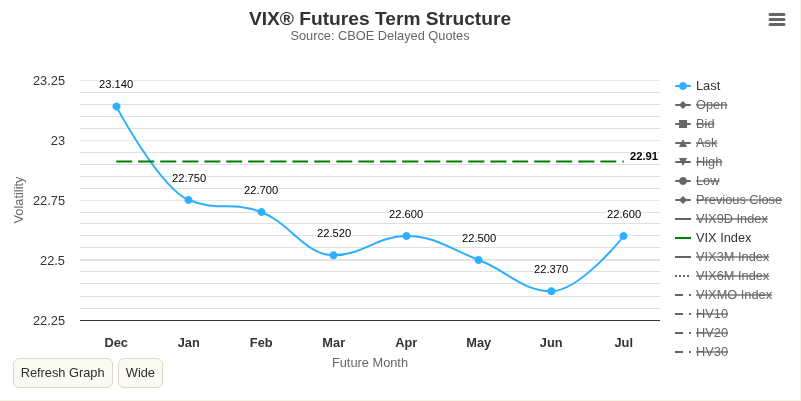 VIX® Futures Term Structure
Source: CBOE Delayed Quotes
23.25
23
22.75
22.5
22.25
Volatility
23.140
22.750
22.700
22.520
22.600
22.500
22.370
22.600
22.91
Dec Jan Feb Mar Apr May Jun Jul
Future Month
Last
Open
Bid
Ask
High
Low
Previous Close
VIX9D Index
VIX Index
VIX3M Index
VIX6M Index
VIXMO Index
HV10
HV20
HV30
Refresh Graph Wide